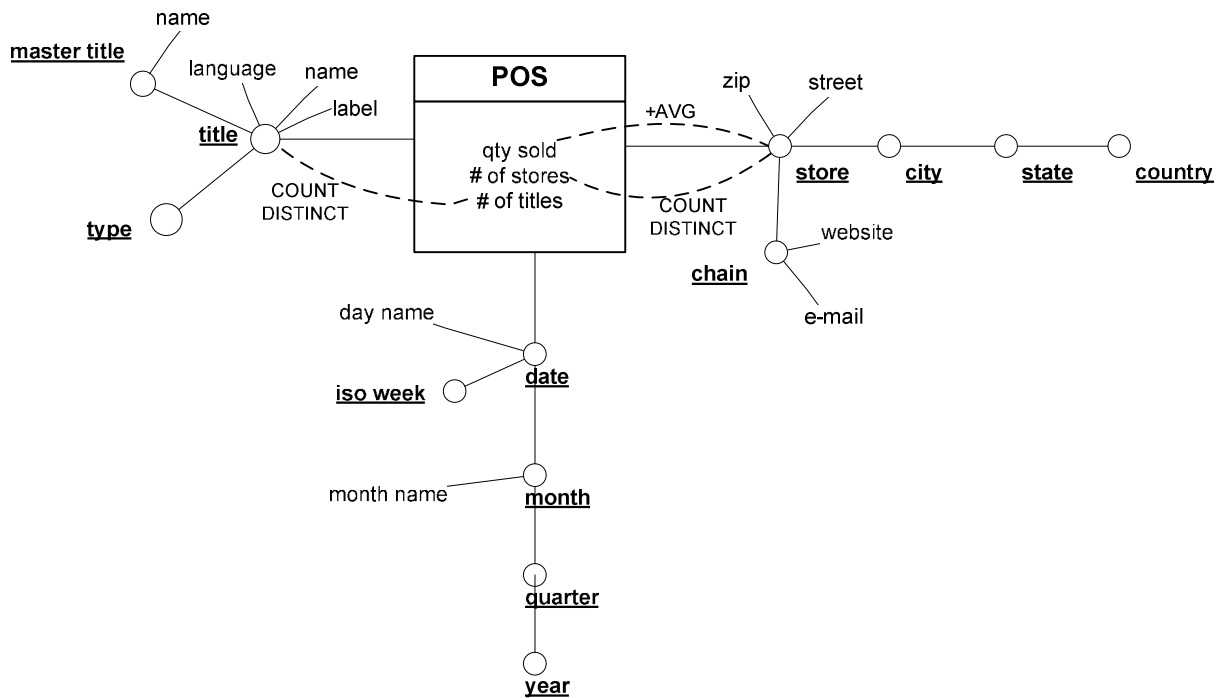 name
master title
language
name
label
title
type
COUNT
DISTINCT
POS
qty sold
# of stores
# of titles
+AVG
COUNT
DISTINCT
zip
street
store
city
state
country
chain
website
e-mail
day name
date
iso week
month name
month
quarter
year